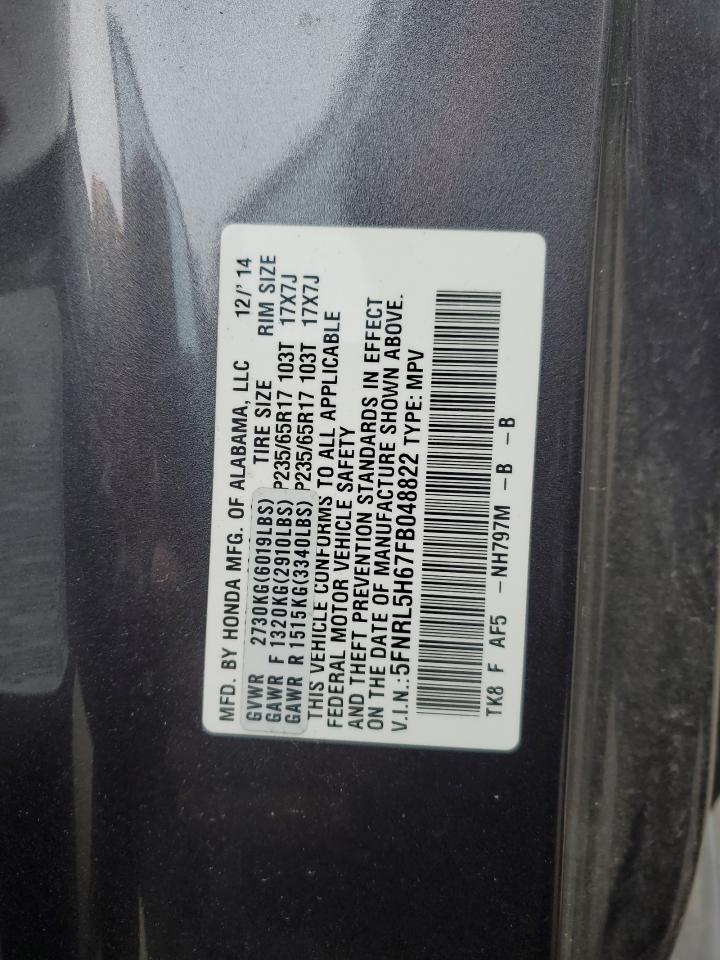 MFD. BY HONDA MFG. OF ALABAMA, LLC 12/'14
GVWR 2730KG(6019LBS) TIRE SIZE RIM SIZE
GAWR F 1320KG(2910LBS) P235/65R17 103T 17X7J
GAWR R 1515KG(3340LBS) P235/65R17 103T 17X7J
THIS VEHICLE CONFORMS TO ALL APPLICABLE
FEDERAL MOTOR VEHICLE SAFETY
AND THEFT PREVENTION STANDARDS IN EFFECT
ON THE DATE OF MANUFACTURE SHOWN ABOVE.
V.I.N.:5FNRL5H67FB048822 TYPE: MPV
TK8 F AF5 -NH797M -B -B